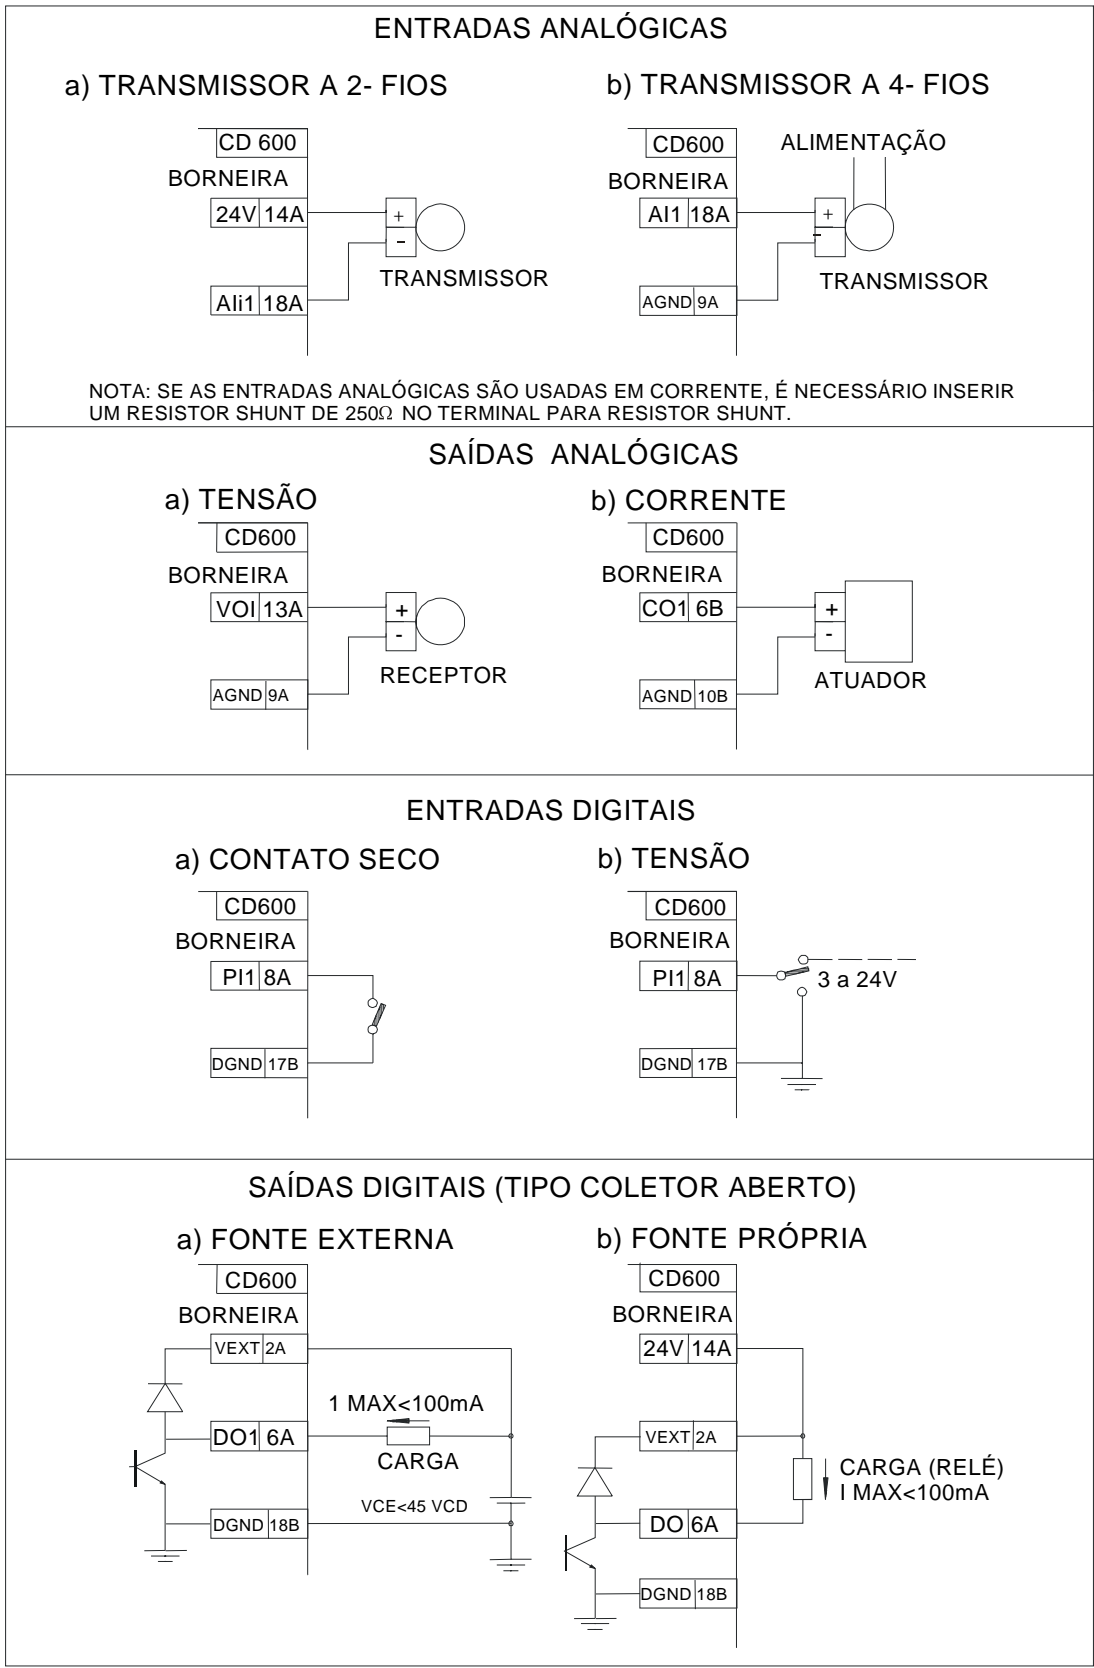 ENTRADAS ANALÓGICAS
a) TRANSMISSOR A 2- FIOS
CD 600
BORNEIRA
24V 14A
+
-
TRANSMISSOR
Ali1 18A
b) TRANSMISSOR A 4- FIOS
CD600
ALIMENTAÇÃO
BORNEIRA
AI1 18A
+
-
TRANSMISSOR
AGND 9A
NOTA: SE AS ENTRADAS ANALÓGICAS SÃO USADAS EM CORRENTE, É NECESSÁRIO INSERIR
UM RESISTOR SHUNT DE 250Ω NO TERMINAL PARA RESISTOR SHUNT.
SAÍDAS ANALÓGICAS
a) TENSÃO
CD600
BORNEIRA
VOI 13A
+
-
RECEPTOR
AGND 9A
b) CORRENTE
CD600
BORNEIRA
CO1 6B
+
-
ATUADOR
AGND 10B
ENTRADAS DIGITAIS
a) CONTATO SECO
CD600
BORNEIRA
PI1 8A
DGND 17B
b) TENSÃO
CD600
BORNEIRA
PI1 8A
3 a 24V
DGND 17B
SAÍDAS DIGITAIS (TIPO COLETOR ABERTO)
a) FONTE EXTERNA
CD600
BORNEIRA
VEXT 2A
1 MAX<100mA
DO1 6A
CARGA
VCE<45 VCD
DGND 18B
b) FONTE PRÓPRIA
CD600
BORNEIRA
24V 14A
VEXT 2A
CARGA (RELÉ)
I MAX<100mA
DO 6A
DGND 18B